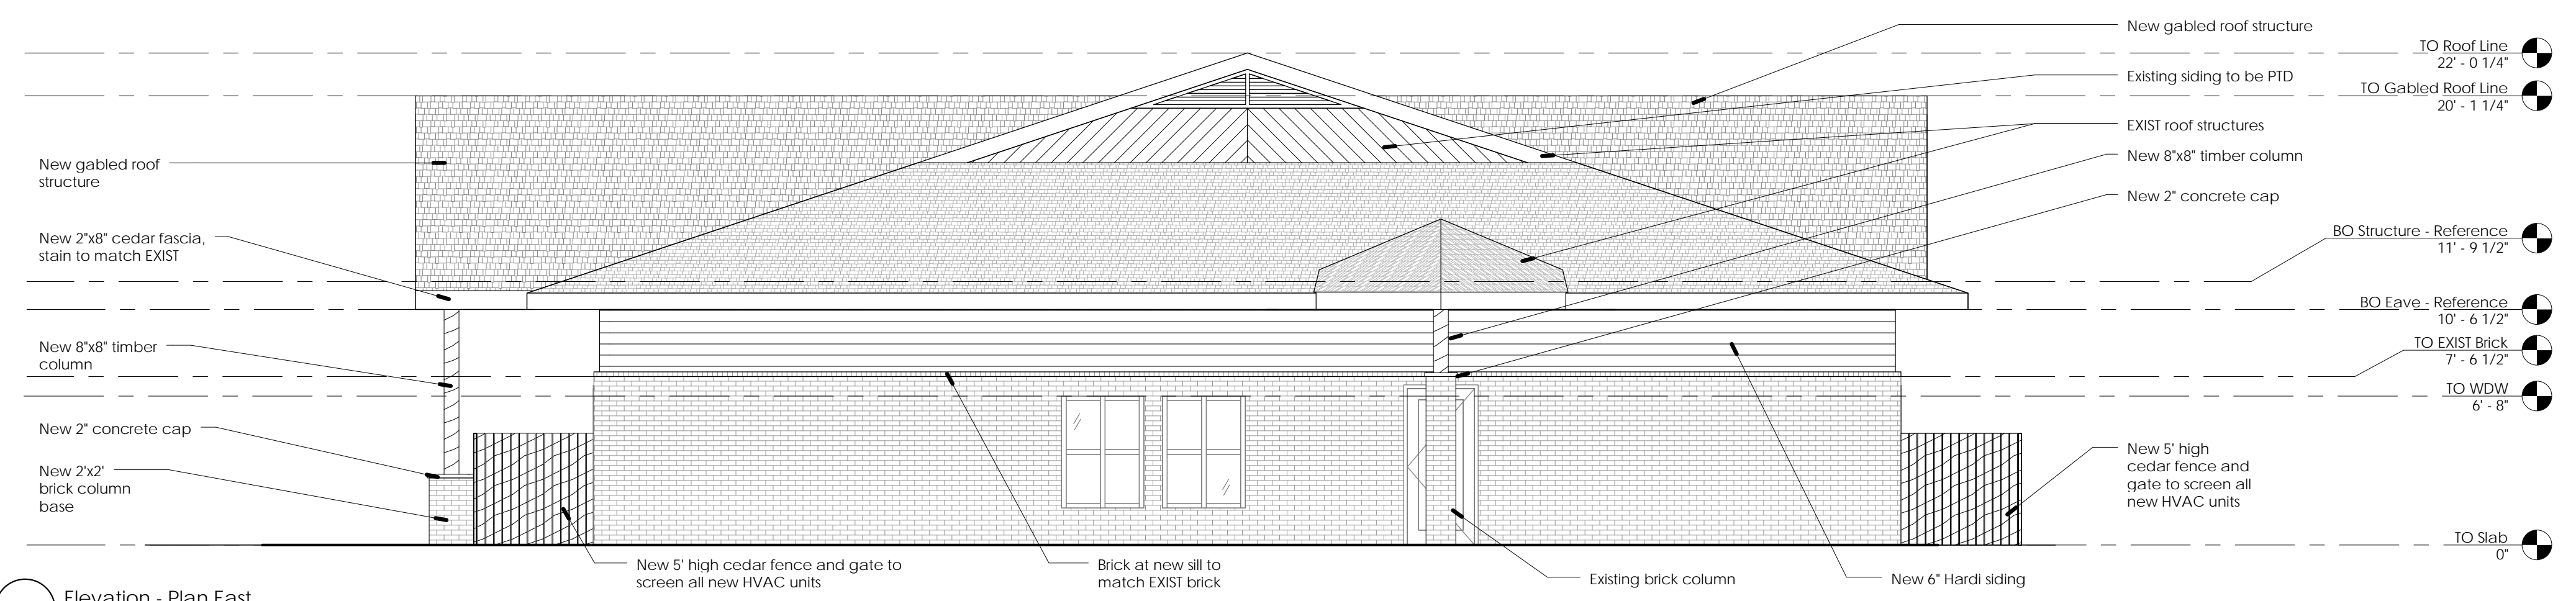 New gabled roof structure
TO Roof Line
22' - 0 1/4"
Existing siding to be PTD
TO Gabled Roof Line
20' - 1 1/4"
EXIST roof structures
New 8"x8" timber column
New gabled roof
structure
New 2" concrete cap
New 2"x8" cedar fascia,
stain to match EXIST
BO Structure - Reference
11' - 9 1/2"
BO Eave - Reference
10' - 6 1/2"
New 8"x8" timber
column
TO EXIST Brick
7' - 6 1/2"
TO WDW
6' - 8"
New 2" concrete cap
New 2'x2'
brick column
base
New 5' high
cedar fence and
gate to screen all
new HVAC units
TO Slab
0"
New 5' high cedar fence and gate to
screen all new HVAC units
Brick at new sill to
match EXIST brick
Existing brick column
New 6" Hardi siding
Elevation - Plan East